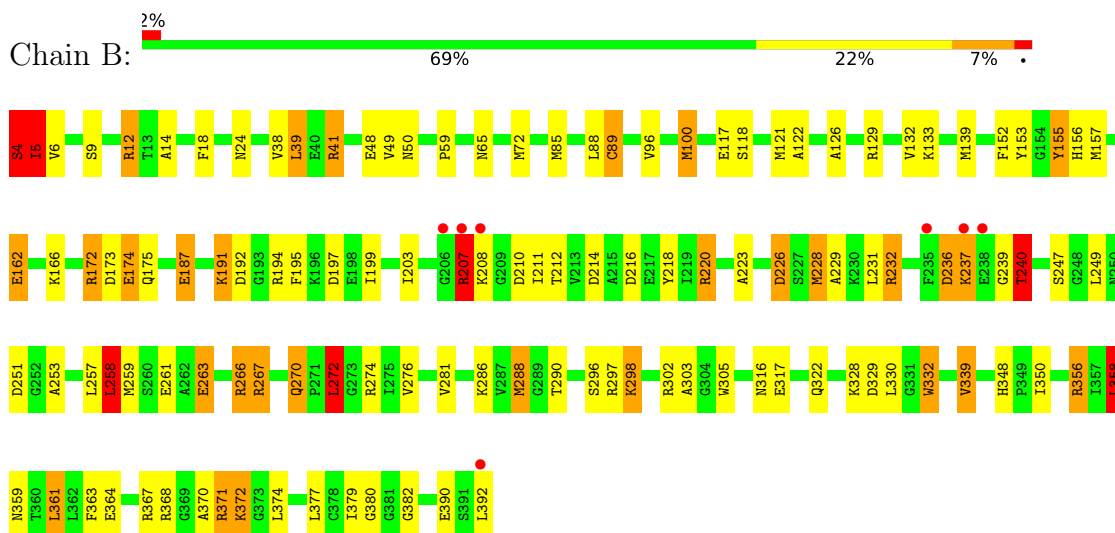 2%
Chain B:
69% 22% 7% •
S4 I5 V6 S9 R12 T13 A14 F18 N24 V38 L39 E40 R41 E48 V49 N50 P59 N65 M72 M85 L88 C89 V96 M100 E117 S118 M121 A122 A126 R129 V132 K133 M139 F152 Y153 G154 Y155 H156 M157
E162 K166 R172 D173 E174 Q175 E187 K191 D192 G193 R194 F195 K196 D197 E198 I199 I203 G206 R207 K208 G209 D210 I211 T212 V213 D214 A215 D216 E217 Y218 I219 R220 A223 D226 S227 M228 A229 K230 L231 R232 F235 D236 K237 E238 G239 T240 S247 G248 L249 N250
D251 G252 A253 L257 L258 M259 S260 E261 A262 E263 R266 R267 Q270 P271 L272 G273 R274 I275 V276 V281 K286 V287 M288 G289 T290 S296 R297 K298 R302 A303 G304 W305 N316 E317 Q322 K328 D329 L330 G331 W332 V339 H348 P349 I350 R356 I357 L358
N359 T360 L361 L362 F363 E364 R367 R368 G369 A370 R371 K372 G373 L374 L377 C378 I379 G380 G381 G382 E390 S391 L392